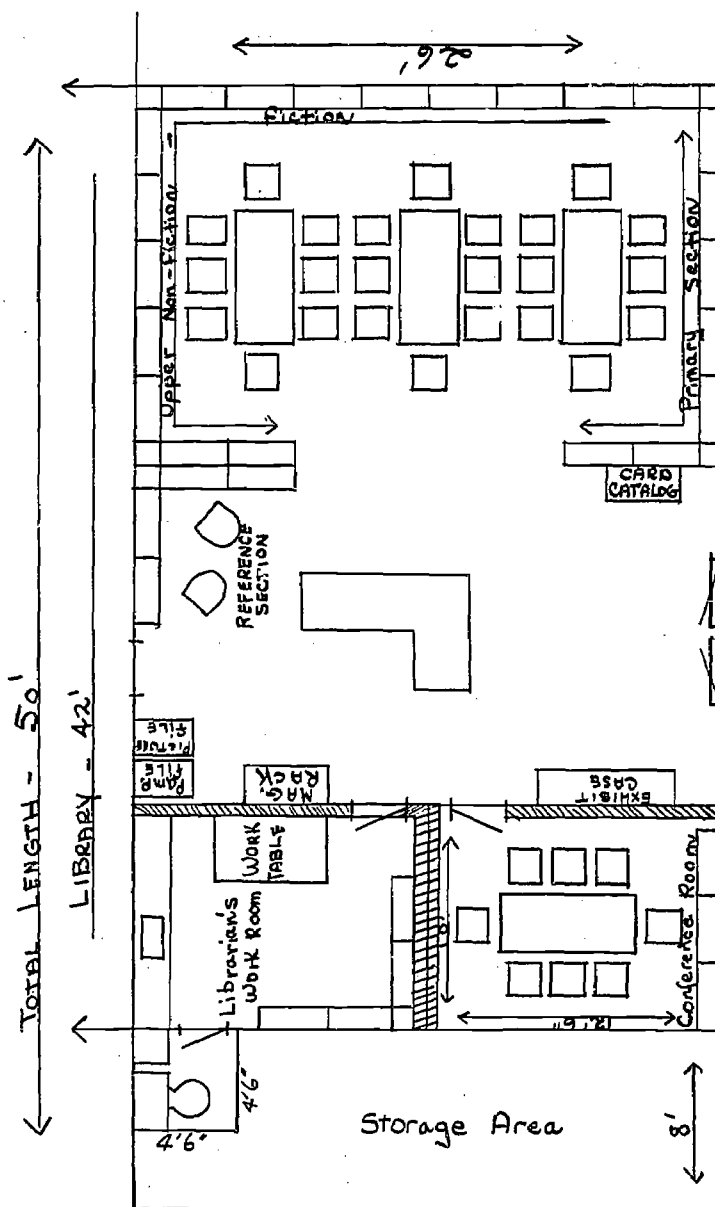 TOTAL LENGTH - 50'
LIBRARY - 42'
26'
Fiction
Upper Non-Fiction -
Primary Section
CARD
CATALOG
REFERENCE
SECTION
PICTURE
FILE
PAMP.
FILE
MAG.
RACK
EXHIBIT
CASE
WORK
TABLE
Librarian's
Work Room
Conference Room
12'6"
4'6"
4'6"
Storage Area
8'